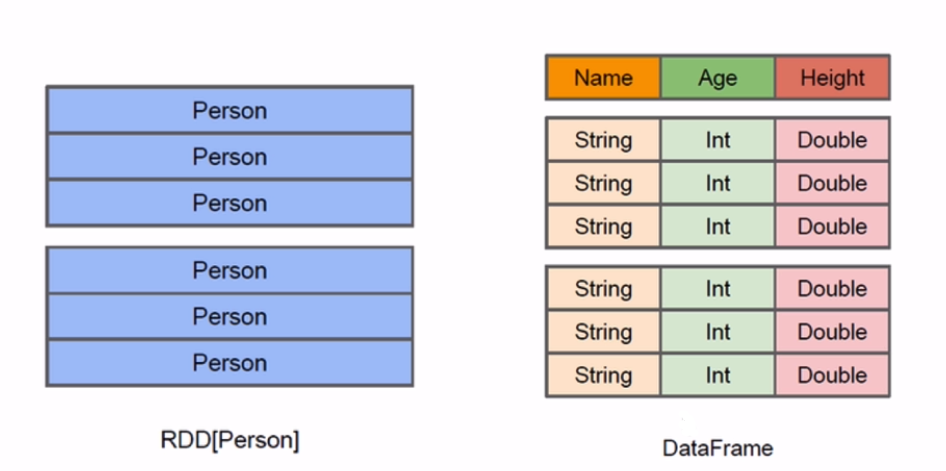 Person
Person
Person
Person
Person
Person
RDD[Person]
Name Age Height
String Int Double
String Int Double
String Int Double
String Int Double
String Int Double
String Int Double
DataFrame